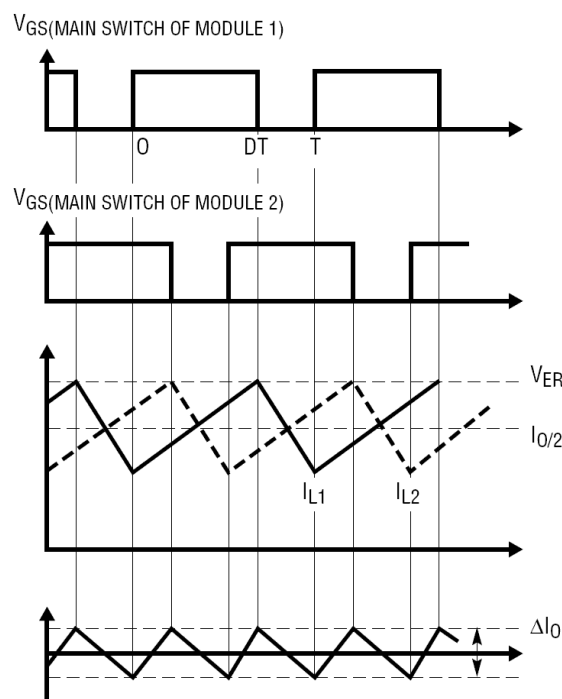 VGS(MAIN SWITCH OF MODULE 1)
O DT T
VGS(MAIN SWITCH OF MODULE 2)
VER
IO/2
IL1 IL2
ΔIO